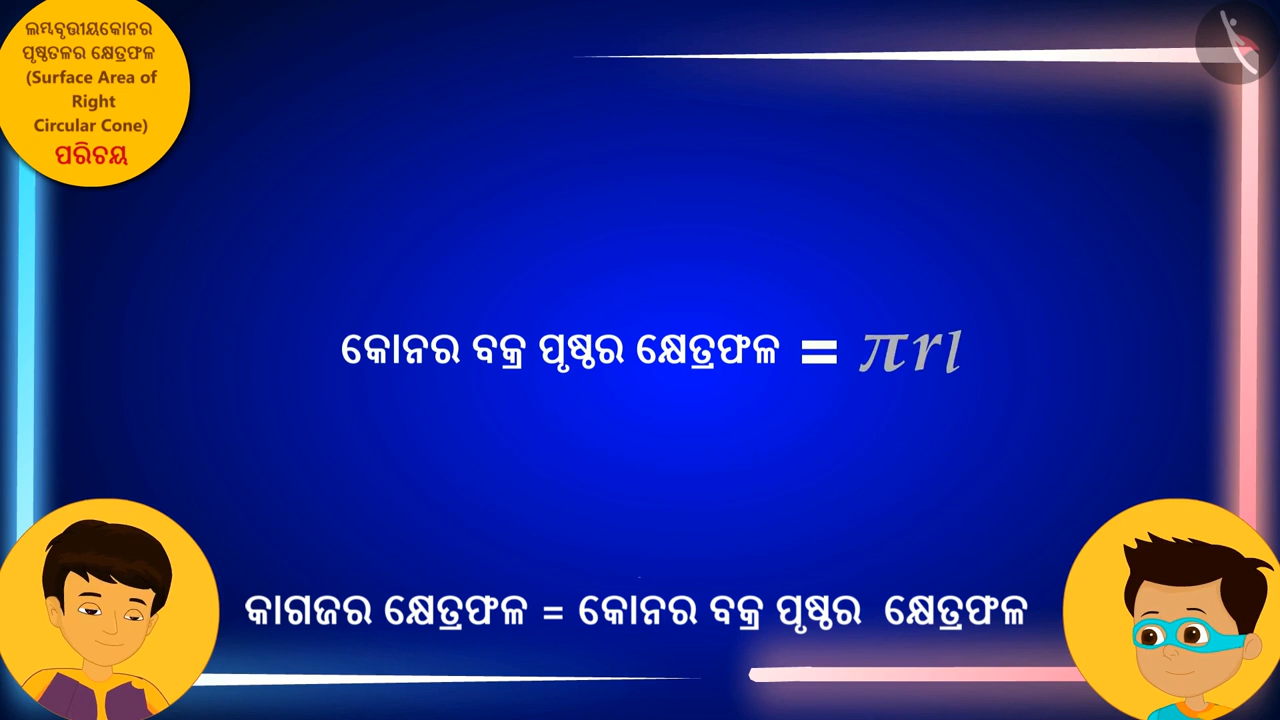 ଲମ୍ବବୃତ୍ତୀୟକୋନର
ପୃଷ୍ଠତଳର କ୍ଷେତ୍ରଫଳ
(Surface Area of
Right
Circular Cone)
ପରିଚୟ
କୋନର ବକ୍ର ପୃଷ୍ଠର କ୍ଷେତ୍ରଫଳ = πrl
କାଗଜର କ୍ଷେତ୍ରଫଳ = କୋନର ବକ୍ର ପୃଷ୍ଠର କ୍ଷେତ୍ରଫଳ